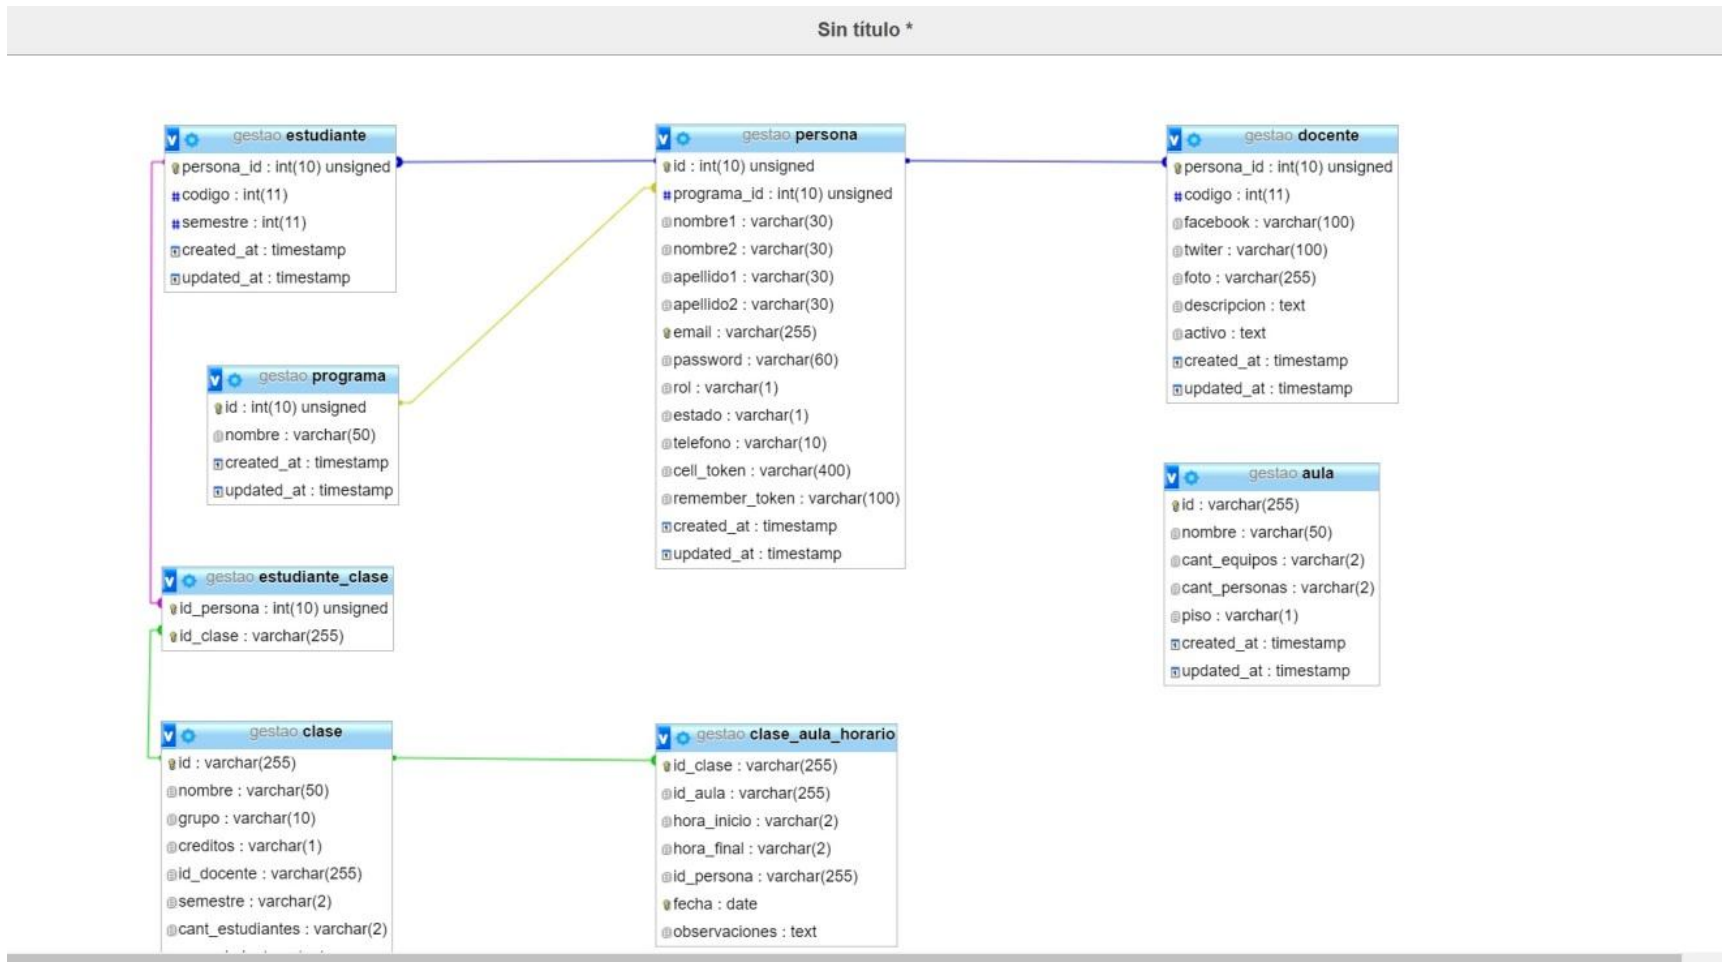 Sin título *
gestao estudiante
persona_id : int(10) unsigned
codigo : int(11)
semestre : int(11)
created_at : timestamp
updated_at : timestamp
gestao persona
id : int(10) unsigned
programa_id : int(10) unsigned
nombre1 : varchar(30)
nombre2 : varchar(30)
apellido1 : varchar(30)
apellido2 : varchar(30)
email : varchar(255)
password : varchar(60)
rol : varchar(1)
estado : varchar(1)
telefono : varchar(10)
cell_token : varchar(400)
remember_token : varchar(100)
created_at : timestamp
updated_at : timestamp
gestao docente
persona_id : int(10) unsigned
codigo : int(11)
facebook : varchar(100)
twiter : varchar(100)
foto : varchar(255)
descripcion : text
activo : text
created_at : timestamp
updated_at : timestamp
gestao programa
id : int(10) unsigned
nombre : varchar(50)
created_at : timestamp
updated_at : timestamp
gestao aula
id : varchar(255)
nombre : varchar(50)
cant_equipos : varchar(2)
cant_personas : varchar(2)
piso : varchar(1)
created_at : timestamp
updated_at : timestamp
gestao estudiante_clase
id_persona : int(10) unsigned
id_clase : varchar(255)
gestao clase
id : varchar(255)
nombre : varchar(50)
grupo : varchar(10)
creditos : varchar(1)
id_docente : varchar(255)
semestre : varchar(2)
cant_estudiantes : varchar(2)
gestao clase_aula_horario
id_clase : varchar(255)
id_aula : varchar(255)
hora_inicio : varchar(2)
hora_final : varchar(2)
id_persona : varchar(255)
fecha : date
observaciones : text